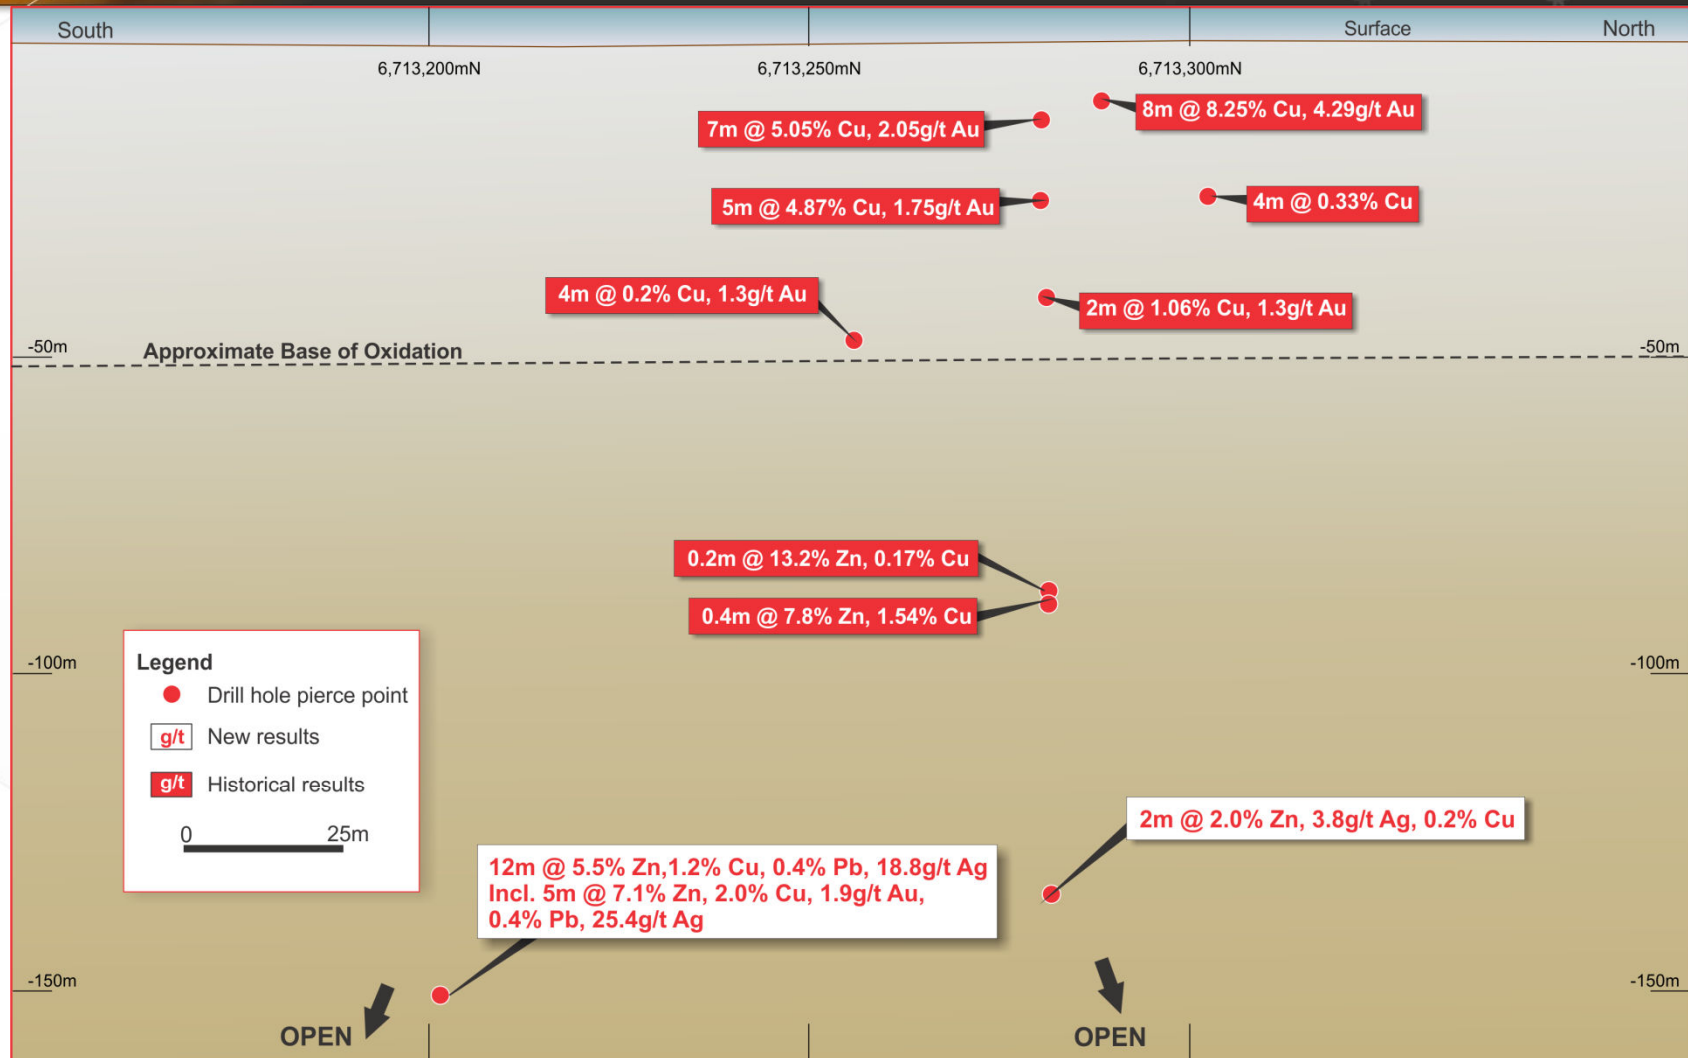 South
Surface
North
6,713,200mN
6,713,250mN
6,713,300mN
8m @ 8.25% Cu, 4.29g/t Au
7m @ 5.05% Cu, 2.05g/t Au
5m @ 4.87% Cu, 1.75g/t Au
4m @ 0.33% Cu
4m @ 0.2% Cu, 1.3g/t Au
2m @ 1.06% Cu, 1.3g/t Au
-50m
Approximate Base of Oxidation
-50m
0.2m @ 13.2% Zn, 0.17% Cu
0.4m @ 7.8% Zn, 1.54% Cu
-100m
-100m
Legend
Drill hole pierce point
g/t New results
g/t Historical results
0 25m
2m @ 2.0% Zn, 3.8g/t Ag, 0.2% Cu
12m @ 5.5% Zn,1.2% Cu, 0.4% Pb, 18.8g/t Ag
Incl. 5m @ 7.1% Zn, 2.0% Cu, 1.9g/t Au,
0.4% Pb, 25.4g/t Ag
-150m
-150m
OPEN
OPEN